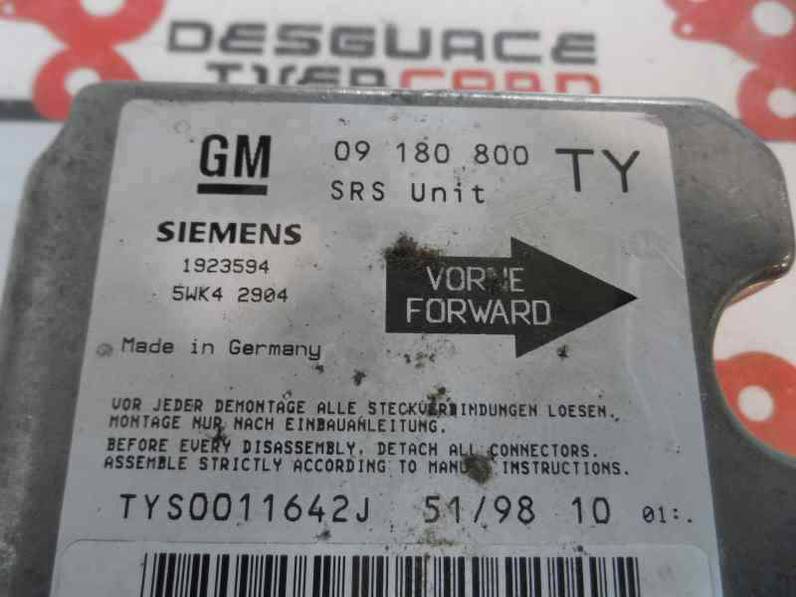 DESGUACE
GM 09 180 800 TY
SRS Unit
SIEMENS
1923594
5WK4 2904
VORNE
FORWARD
Made in Germany
VOR JEDER DEMONTAGE ALLE STECKVERBINDUNGEN LOESEN.
MONTAGE NUR NACH EINBAUANLEITUNG.
BEFORE EVERY DISASSEMBLY, DETACH ALL CONNECTORS.
ASSEMBLE STRICTLY ACCORDING TO INSTRUCTIONS.
TYS0011642J 51/98 10 01:.